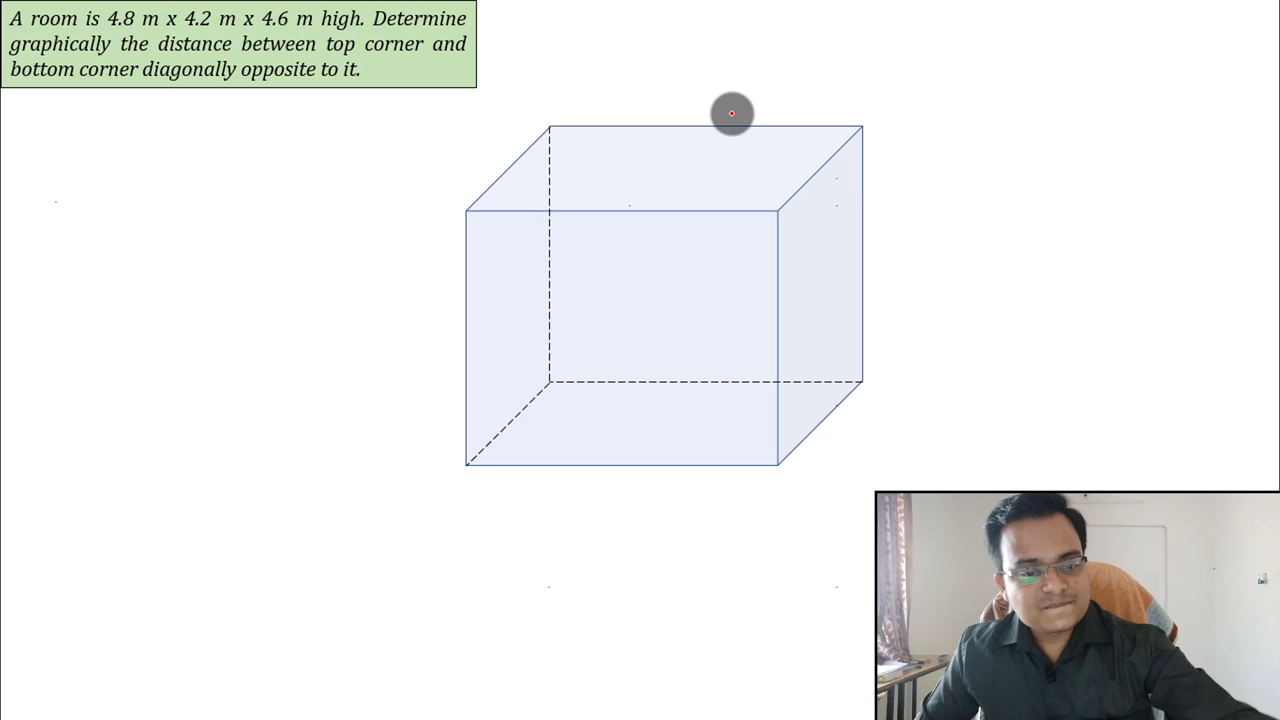 A room is 4.8 m x 4.2 m x 4.6 m high. Determine
graphically the distance between top corner and
bottom corner diagonally opposite to it.